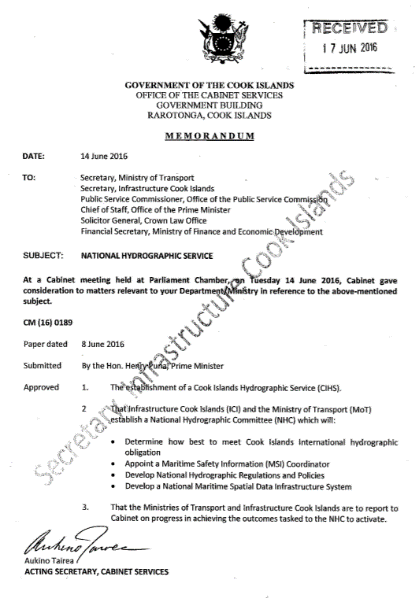 RECEIVED
17 JUN 2016
GOVERNMENT OF THE COOK ISLANDS
OFFICE OF THE CABINET SERVICES
GOVERNMENT BUILDING
RAROTONGA, COOK ISLANDS
MEMORANDUM
DATE: 14 June 2016
TO: Secretary, Ministry of Transport
Secretary, Infrastructure Cook Islands
Public Service Commissioner, Office of the Public Service Commission
Chief of Staff, Office of the Prime Minister
Solicitor General, Crown Law Office
Financial Secretary, Ministry of Finance and Economic Development
SUBJECT: NATIONAL HYDROGRAPHIC SERVICE
At a Cabinet meeting held at Parliament Chamber, on Tuesday 14 June 2016, Cabinet gave
consideration to matters relevant to your Department/Ministry in reference to the above-mentioned
subject.
CM (16) 0189
Paper dated 8 June 2016
Submitted By the Hon. Henry Puna, Prime Minister
Approved 1. The establishment of a Cook Islands Hydrographic Service (CIHS).
2 That Infrastructure Cook Islands (ICI) and the Ministry of Transport (MoT)
establish a National Hydrographic Committee (NHC) which will:
• Determine how best to meet Cook Islands International hydrographic
obligation
• Appoint a Maritime Safety Information (MSI) Coordinator
• Develop National Hydrographic Regulations and Policies
• Develop a National Maritime Spatial Data Infrastructure System
3. That the Ministries of Transport and Infrastructure Cook Islands are to report to
Cabinet on progress in achieving the outcomes tasked to the NHC to activate.
Aukino Tairea
Aukino Tairea
ACTING SECRETARY, CABINET SERVICES
Secretary Infrastructure Cook Islands